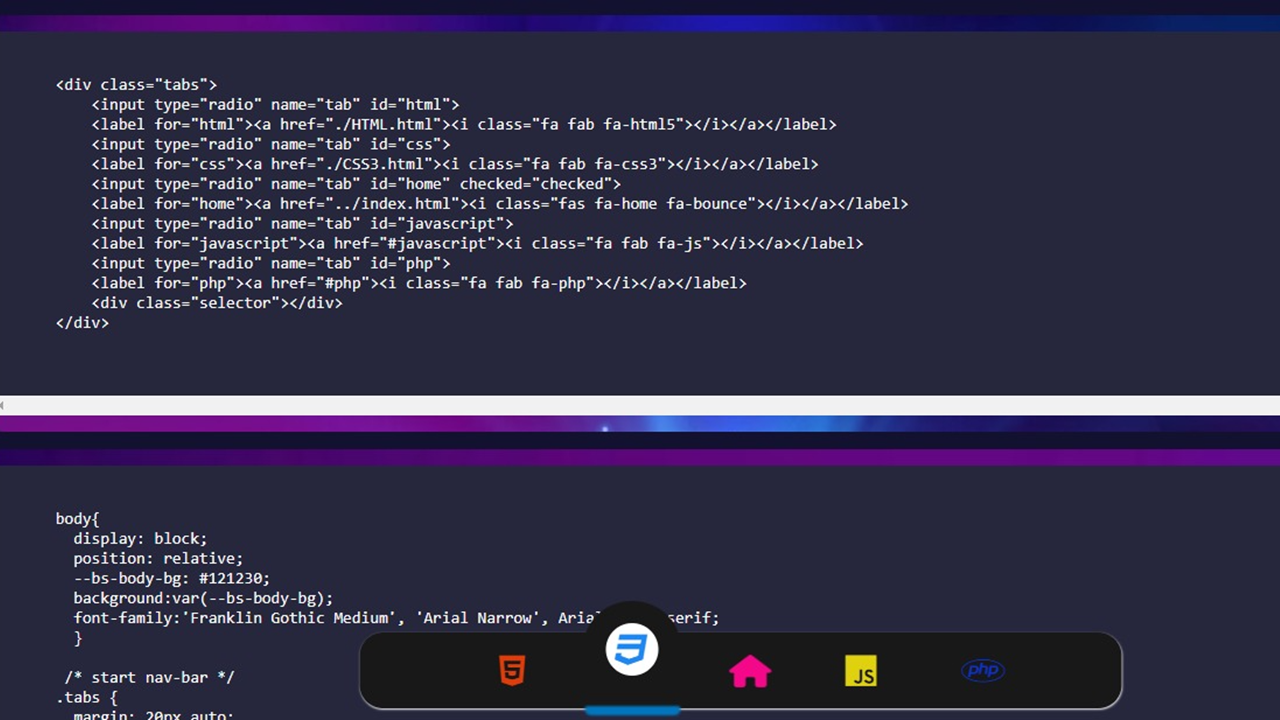 <div class="tabs">
<input type="radio" name="tab" id="html">
<label for="html"><a href="./HTML.html"><i class="fa fab fa-html5"></i></a></label>
<input type="radio" name="tab" id="css">
<label for="css"><a href="./CSS3.html"><i class="fa fab fa-css3"></i></a></label>
<input type="radio" name="tab" id="home" checked="checked">
<label for="home"><a href="../index.html"><i class="fas fa-home fa-bounce"></i></a></label>
<input type="radio" name="tab" id="javascript">
<label for="javascript"><a href="#javascript"><i class="fa fab fa-js"></i></a></label>
<input type="radio" name="tab" id="php">
<label for="php"><a href="#php"><i class="fa fab fa-php"></i></a></label>
<div class="selector"></div>
</div>
body{
display: block;
position: relative;
--bs-body-bg: #121230;
background:var(--bs-body-bg);
font-family:'Franklin Gothic Medium', 'Arial Narrow', Aria serif;
}
/* start nav-bar */
.tabs {
margin: 20px auto;
5 JS php